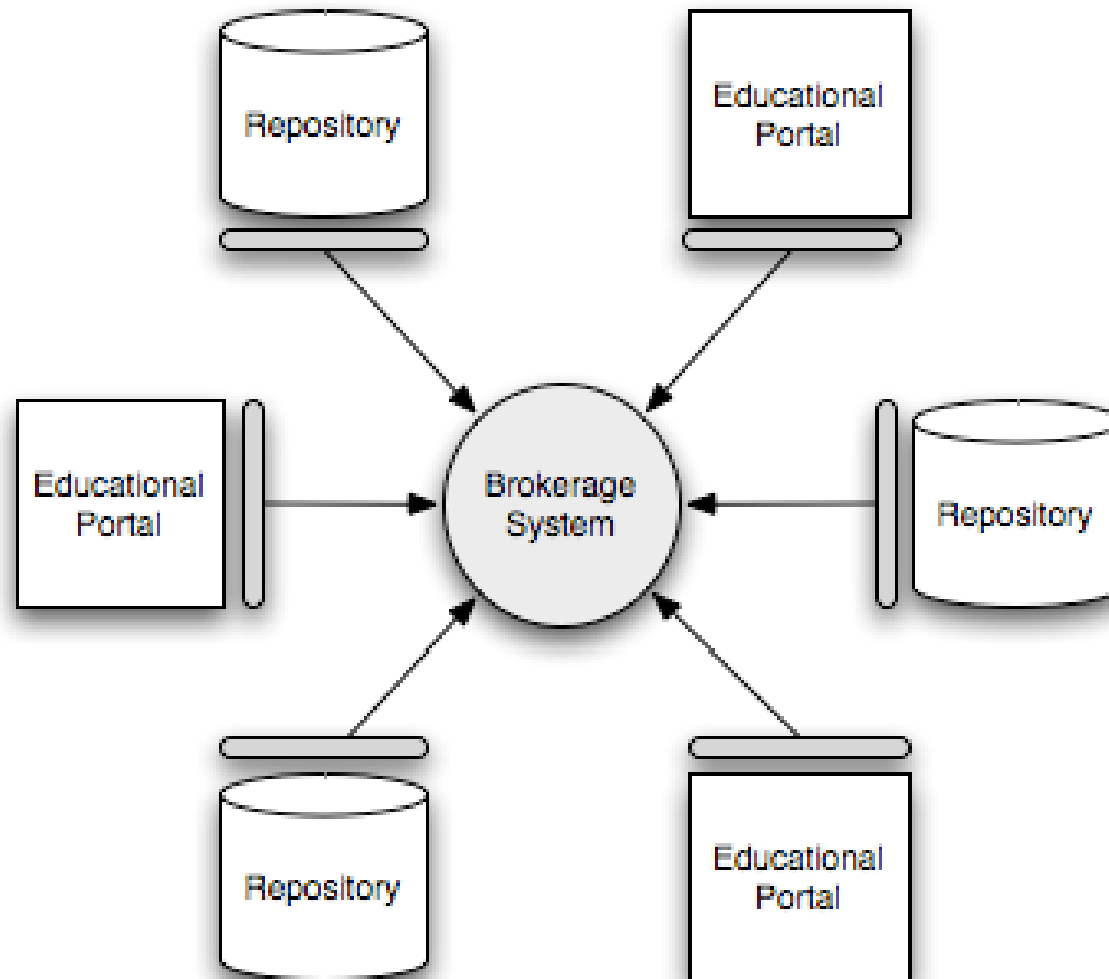 Repository
Educational
Portal
Educational
Portal
Brokerage
System
Repository
Repository
Educational
Portal